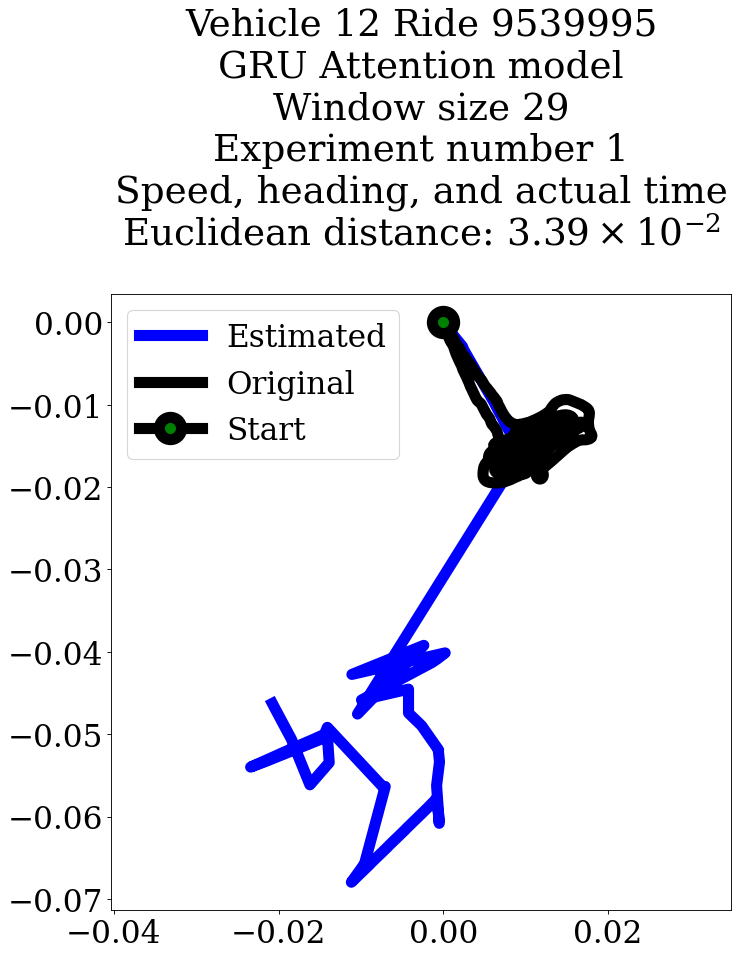 Vehicle 12 Ride 9539995
GRU Attention model
Window size 29
Experiment number 1
Speed, heading, and actual time
Euclidean distance: 3.39 × 10⁻²
Estimated
Original
Start
0.00
−0.01
−0.02
−0.03
−0.04
−0.05
−0.06
−0.07
−0.04 −0.02 0.00 0.02